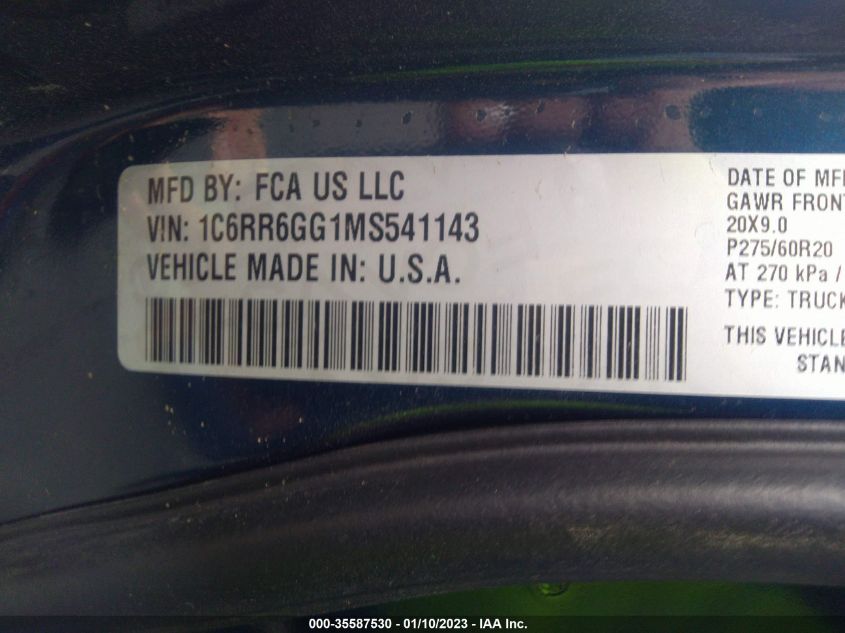 MFD BY: FCA US LLC
VIN: 1C6RR6GG1MS541143
VEHICLE MADE IN: U.S.A.
DATE OF MF
GAWR FRONT
20X9.0
P275/60R20
AT 270 kPa /
TYPE: TRUCK
THIS VEHICLE
STAN
000-35587530 - 01/10/2023 - IAA Inc.